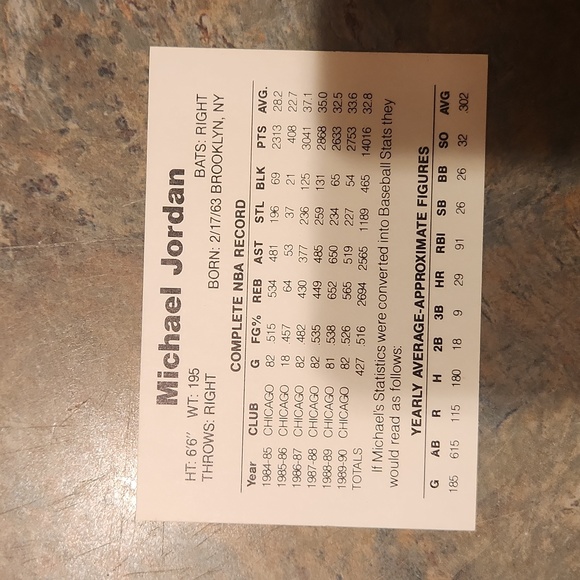 Michael Jordan
HT: 6'6" WT: 195 BATS: RIGHT
THROWS: RIGHT BORN: 2/17/63 BROOKLYN, NY
COMPLETE NBA RECORD
Year CLUB G FG% REB AST STL BLK PTS AVG.
1984-85 CHICAGO 82 .515 534 481 196 69 2313 28.2
1985-86 CHICAGO 18 .457 64 53 37 21 408 22.7
1986-87 CHICAGO 82 .482 430 377 236 125 3041 37.1
1987-88 CHICAGO 82 .535 449 485 259 131 2868 35.0
1988-89 CHICAGO 81 .538 652 650 234 65 2633 32.5
1989-90 CHICAGO 82 .526 565 519 227 54 2753 33.6
TOTALS 427 .516 2694 2565 1189 465 14016 32.8
If Michael's Statistics were converted into Baseball Stats they
would read as follows:
YEARLY AVERAGE-APPROXIMATE FIGURES
G AB R H 2B 3B HR RBI SB BB SO AVG
185 615 115 180 18 9 29 91 26 26 32 .302